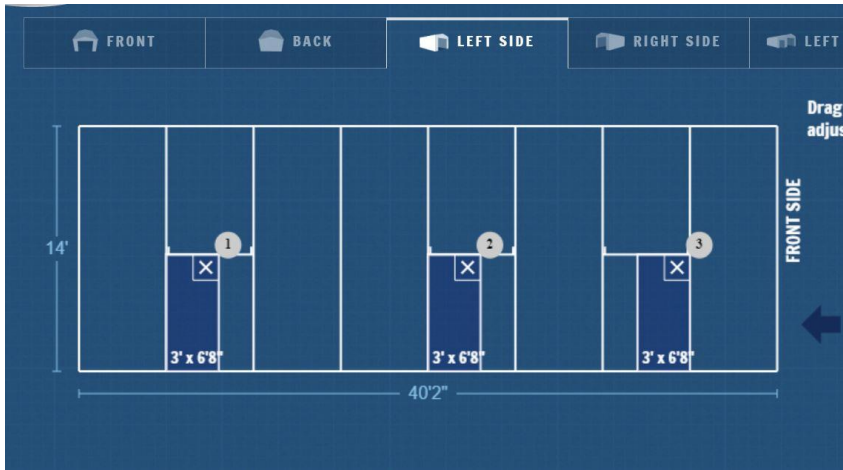 FRONT
BACK
LEFT SIDE
RIGHT SIDE
LEFT
Drag
adjus
FRONT SIDE
14'
1
2
3
3' x 6'8"
3' x 6'8"
3' x 6'8"
40'2"